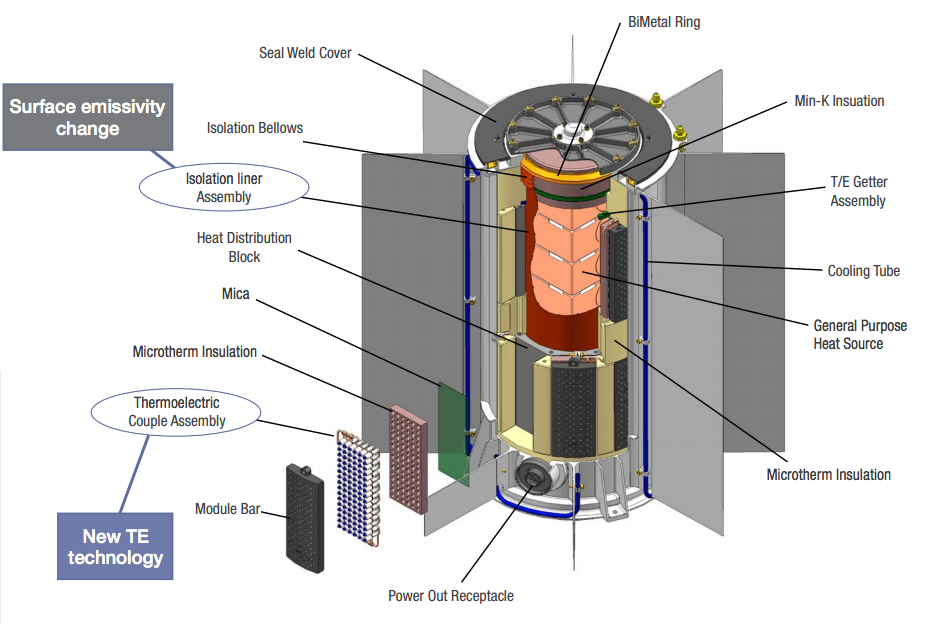 BiMetal Ring
Seal Weld Cover
Surface emissivity
change
Min-K Insuation
Isolation Bellows
Isolation liner
Assembly
T/E Getter
Assembly
Heat Distribution
Block
Cooling Tube
Mica
General Purpose
Heat Source
Microtherm Insulation
Thermoelectric
Couple Assembly
Microtherm Insulation
Module Bar
New TE
technology
Power Out Receptacle